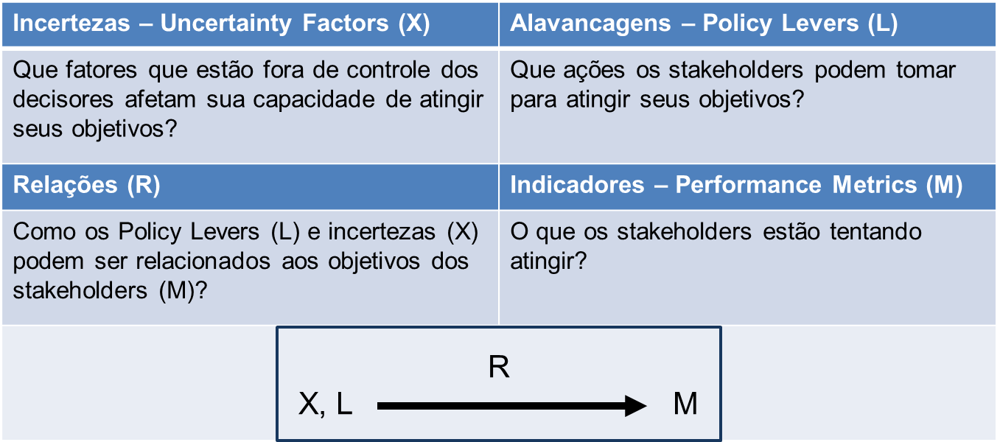 Incertezas – Uncertainty Factors (X)
Alavancagens – Policy Levers (L)
Que fatores que estão fora de controle dos
decisores afetam sua capacidade de atingir
seus objetivos?
Que ações os stakeholders podem tomar
para atingir seus objetivos?
Relações (R)
Indicadores – Performance Metrics (M)
Como os Policy Levers (L) e incertezas (X)
podem ser relacionados aos objetivos dos
stakeholders (M)?
O que os stakeholders estão tentando
atingir?
R
X, L
M